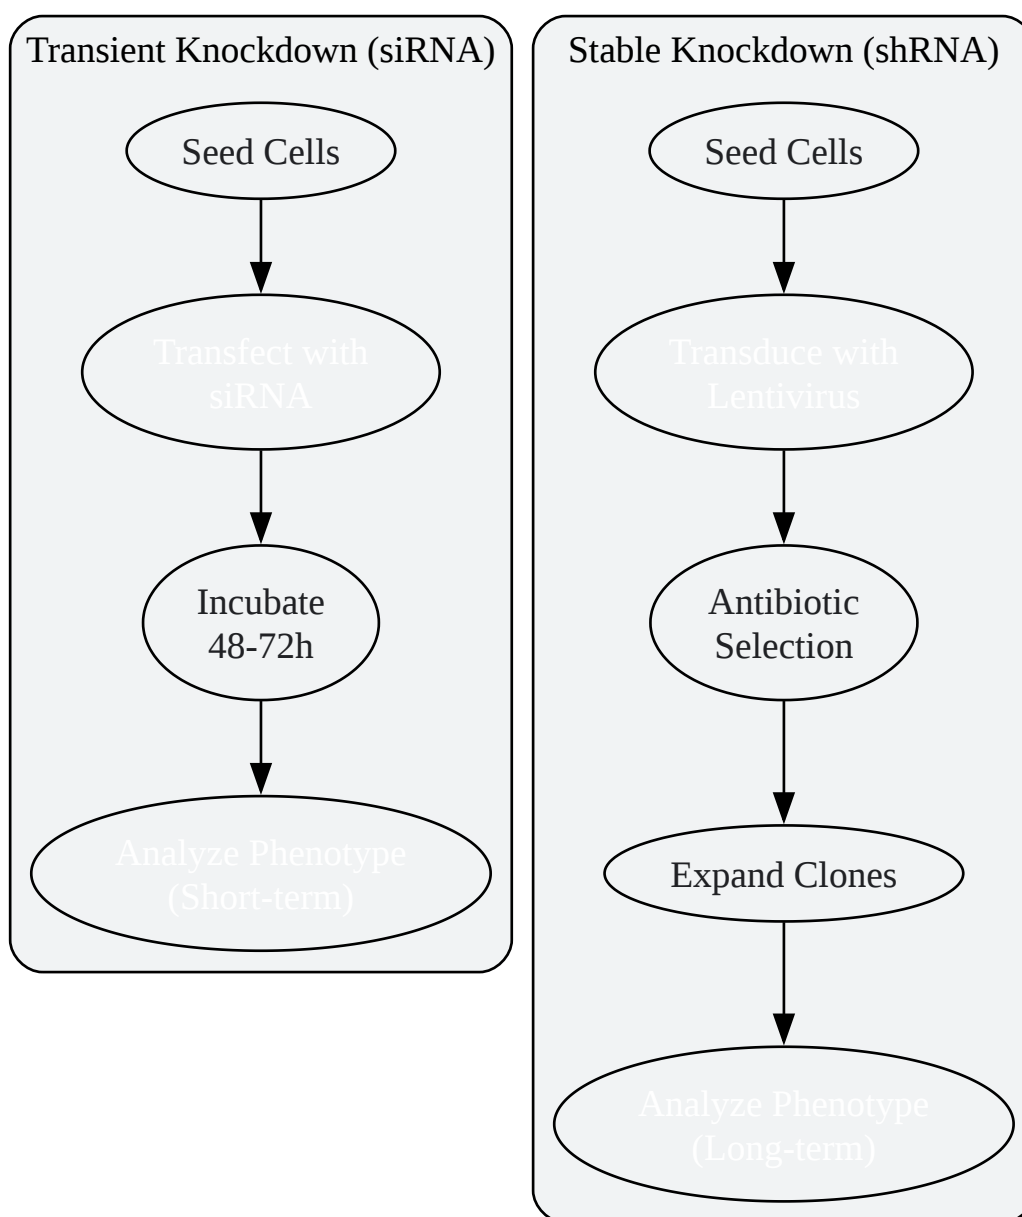 Transient Knockdown (siRNA)
Seed Cells
Transfect with
siRNA
Incubate
48-72h
Analyze Phenotype
(Short-term)
Stable Knockdown (shRNA)
Seed Cells
Transduce with
Lentivirus
Antibiotic
Selection
Expand Clones
Analyze Phenotype
(Long-term)